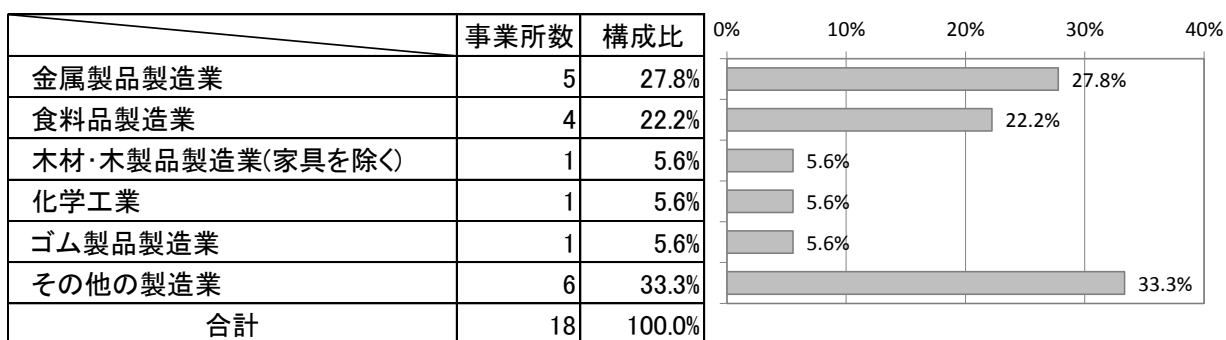 事業所数 構成比
金属製品製造業 5 27.8%
食料品製造業 4 22.2%
木材・木製品製造業(家具を除く) 1 5.6%
化学工業 1 5.6%
ゴム製品製造業 1 5.6%
その他の製造業 6 33.3%
合計 18 100.0%
0% 10% 20% 30% 40%
27.8%
22.2%
5.6%
5.6%
5.6%
33.3%